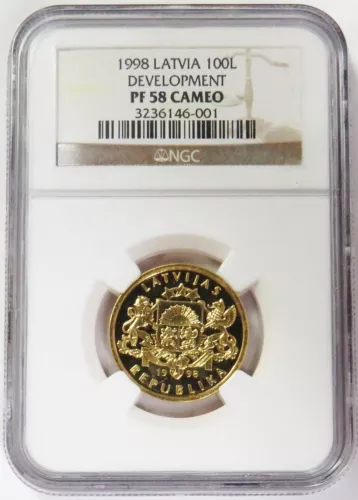 1998 LATVIA 100L
DEVELOPMENT
PF 58 CAMEO
3236146-001
NGC
LATVIJAS
19 98
REPUBLIKA